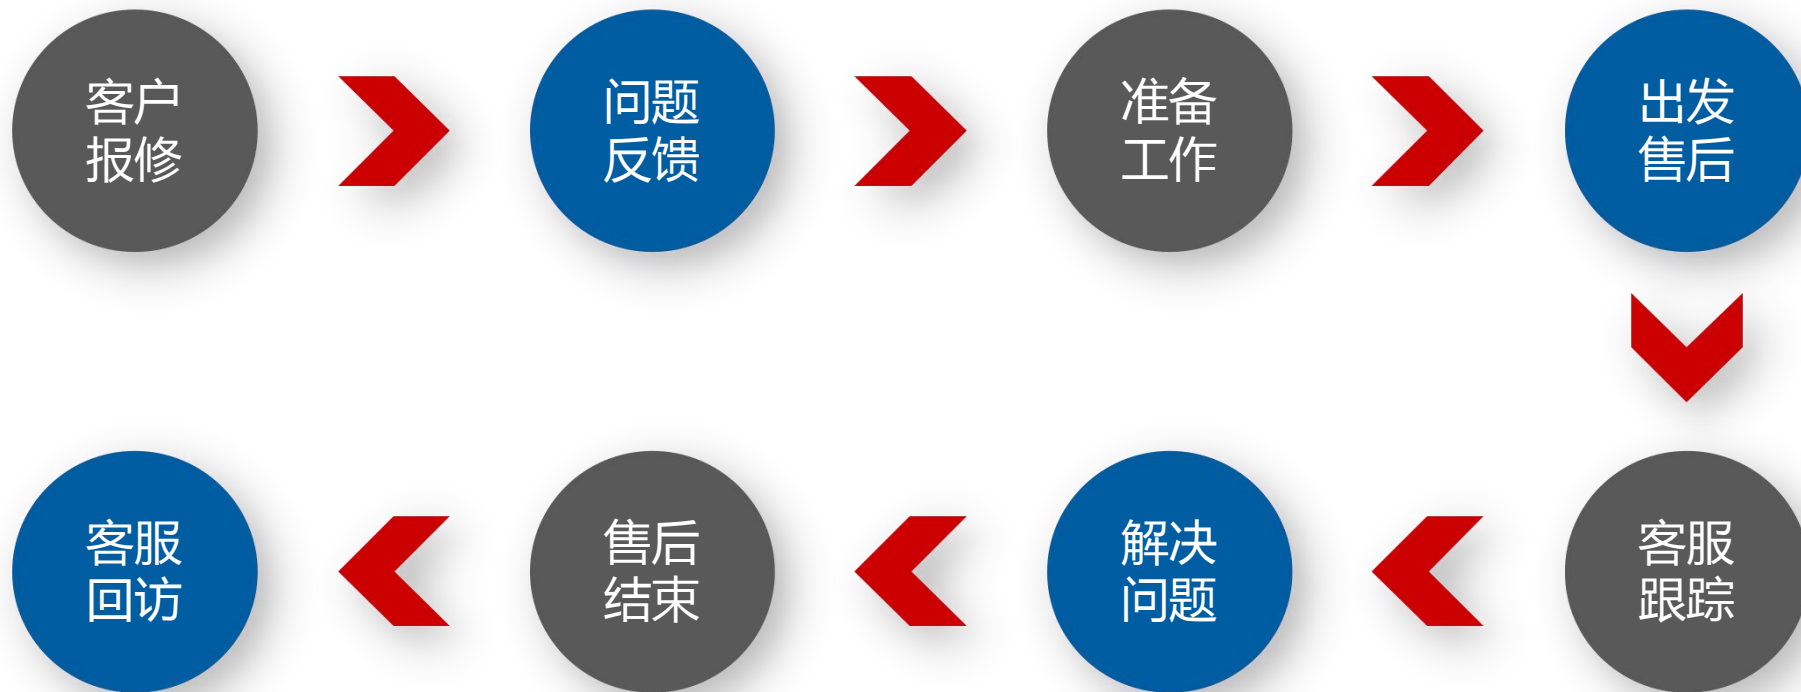 客户
报修
问题
反馈
准备
工作
出发
售后
客服
跟踪
解决
问题
售后
结束
客服
回访